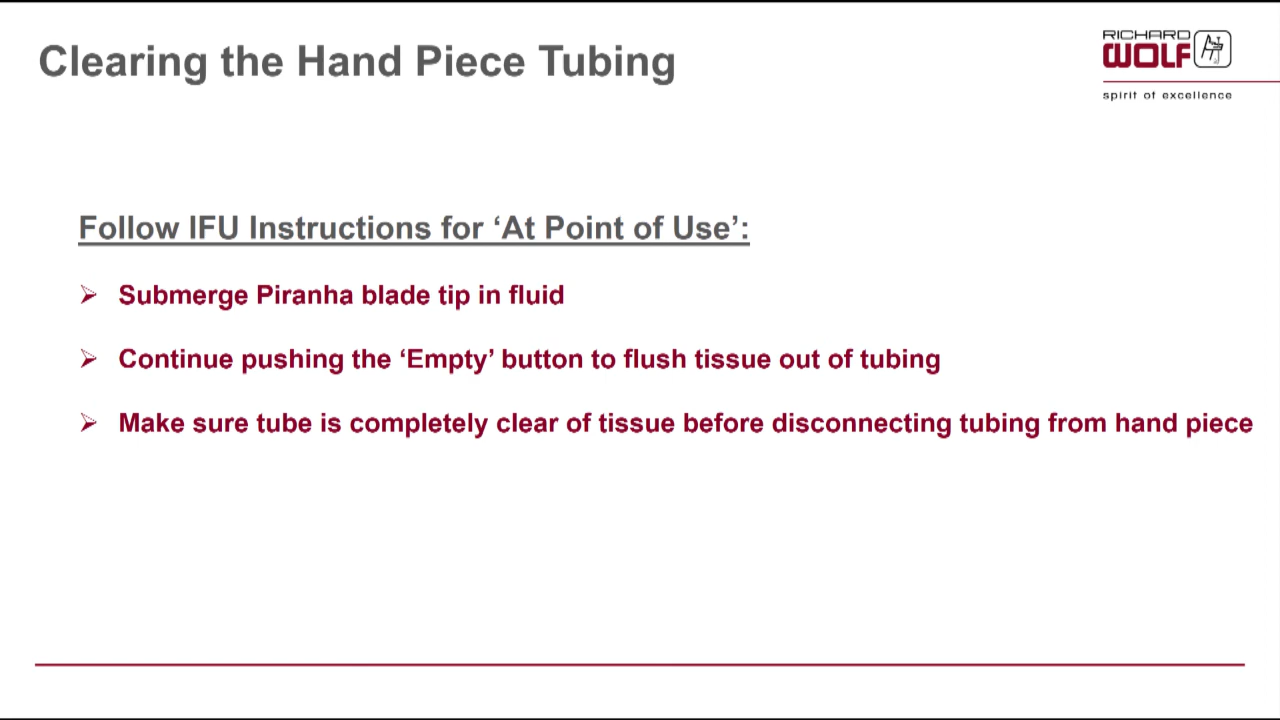 Clearing the Hand Piece Tubing
RICHARD
WOLF
spirit of excellence
Follow IFU Instructions for ‘At Point of Use’:
➢ Submerge Piranha blade tip in fluid
➢ Continue pushing the ‘Empty’ button to flush tissue out of tubing
➢ Make sure tube is completely clear of tissue before disconnecting tubing from hand piece